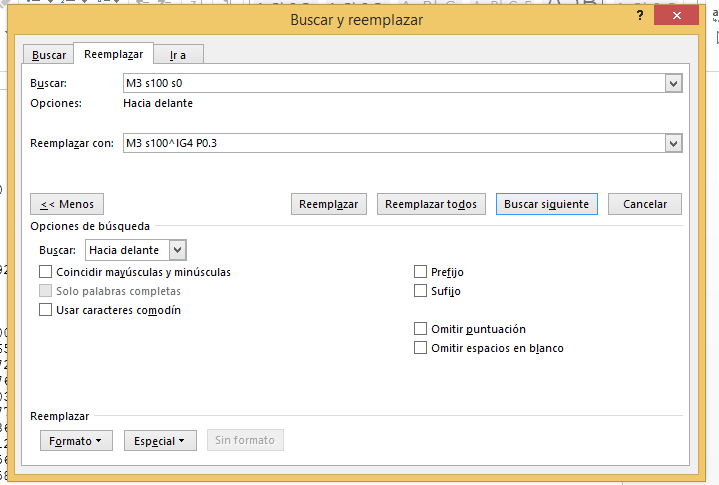 Buscar y reemplazar
? ×
Buscar Reemplazar Ir a
Buscar: M3 s100 s0
Opciones: Hacia delante
Reemplazar con: M3 s100^lG4 P0.3
<< Menos Reemplazar Reemplazar todos Buscar siguiente Cancelar
Opciones de búsqueda
Buscar: Hacia delante
Coincidir mayúsculas y minúsculas Prefijo
Solo palabras completas Sufijo
Usar caracteres comodín
Omitir puntuación
Omitir espacios en blanco
Reemplazar
Formato Especial Sin formato